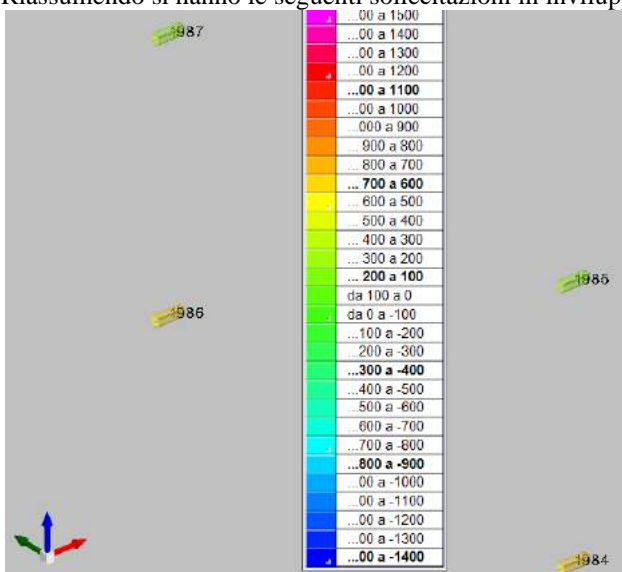 Riassumendo si hanno le seguenti sollecitazioni in invilup
...00 a 1500
1987
...00 a 1400
...00 a 1300
...00 a 1200
...00 a 1100
...00 a 1000
...000 a 900
... 900 a 800
... 800 a 700
... 700 a 600
... 600 a 500
... 500 a 400
... 400 a 300
... 300 a 200
... 200 a 100
1985
da 100 a 0
da 0 a -100
1986
...100 a -200
...200 a -300
...300 a -400
...400 a -500
...500 a -600
...600 a -700
...700 a -800
...800 a -900
...00 a -1000
...00 a -1100
...00 a -1200
...00 a -1300
...00 a -1400
1984